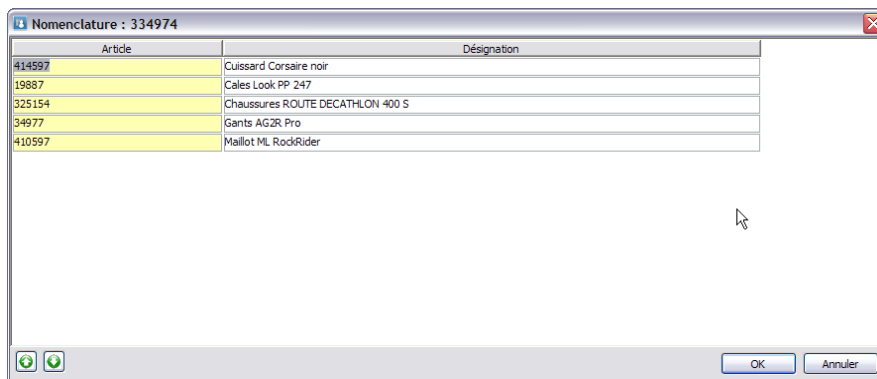 Nomenclature : 334974
Article Désignation
414597 Cuissard Corsaire noir
19887 Cales Look PP 247
325154 Chaussures ROUTE DECATHLON 400 S
34977 Gants AG2R Pro
410597 Maillot ML RockRider
OK Annuler